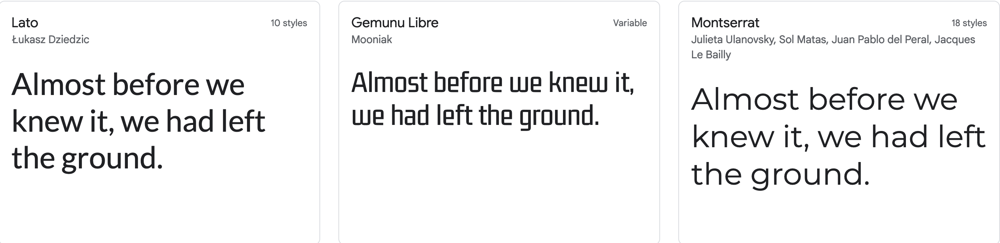 Lato
10 styles
Łukasz Dziedzic
Almost before we
knew it, we had left
the ground.
Gemunu Libre
Variable
Mooniak
Almost before we knew it,
we had left the ground.
Montserrat
18 styles
Julieta Ulanovsky, Sol Matas, Juan Pablo del Peral, Jacques
Le Bailly
Almost before we
knew it, we had left
the ground.